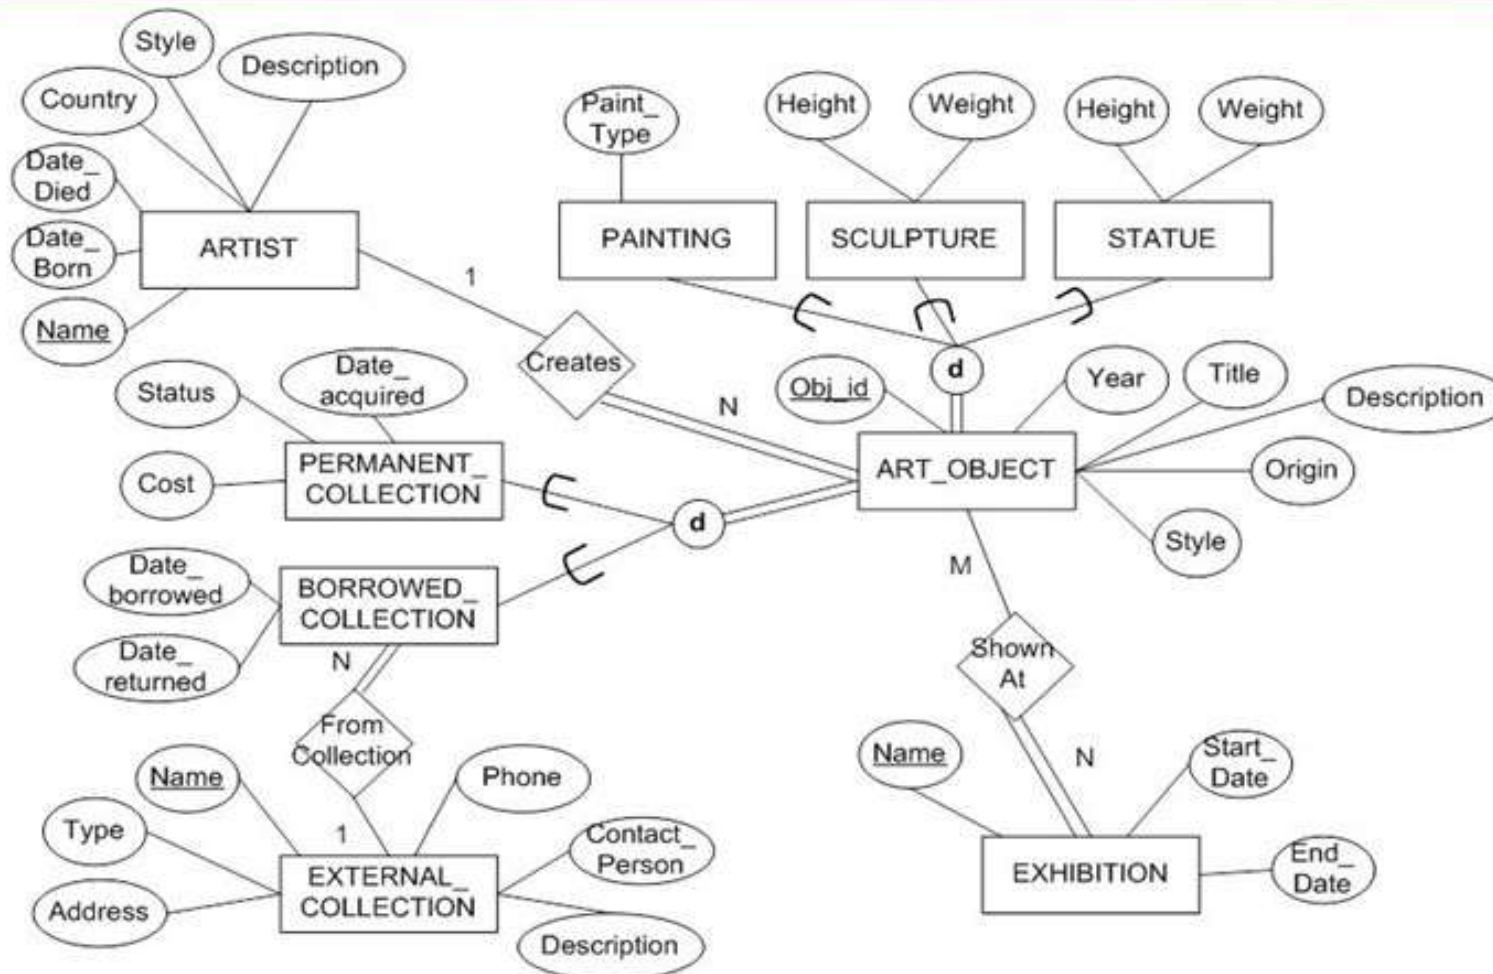 Style
Description
Country
Date_
Died
Date_
Born
Name
ARTIST
1
Paint_
Type
Height
Weight
Height
Weight
PAINTING
SCULPTURE
STATUE
Creates
N
d
Obj_id
Year
Title
Description
Origin
Style
ART_OBJECT
Status
Date_
acquired
Cost
PERMANENT_
COLLECTION
d
Date_
borrowed
Date_
returned
BORROWED_
COLLECTION
N
From
Collection
M
Shown
At
N
Name
Start_
Date
End_
Date
EXHIBITION
Name
Type
Address
1
Phone
Contact_
Person
Description
EXTERNAL_
COLLECTION